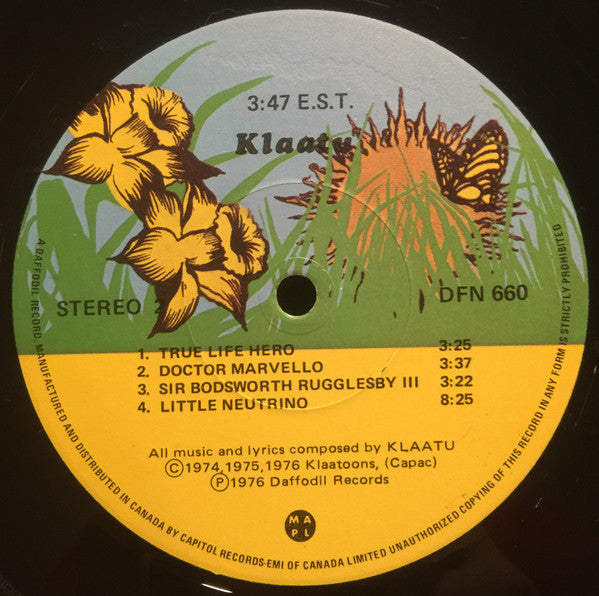 3:47 E.S.T.
Klaatu
STEREO 2
DFN 660
1. TRUE LIFE HERO 3:25
2. DOCTOR MARVELLO 3:37
3. SIR BODSWORTH RUGGLESBY III 3:22
4. LITTLE NEUTRINO 8:25
All music and lyrics composed by KLAATU
Ⓒ1974,1975,1976 Klaatoons, (Capac)
Ⓟ1976 Daffodil Records
M A
P L
A DAFFODIL RECORD: MANUFACTURED AND DISTRIBUTED IN CANADA BY CAPITOL RECORDS-EMI OF CANADA LIMITED UNAUTHORIZED COPYING OF THIS RECORD IN ANY FORM IS STRICTLY PROHIBITED